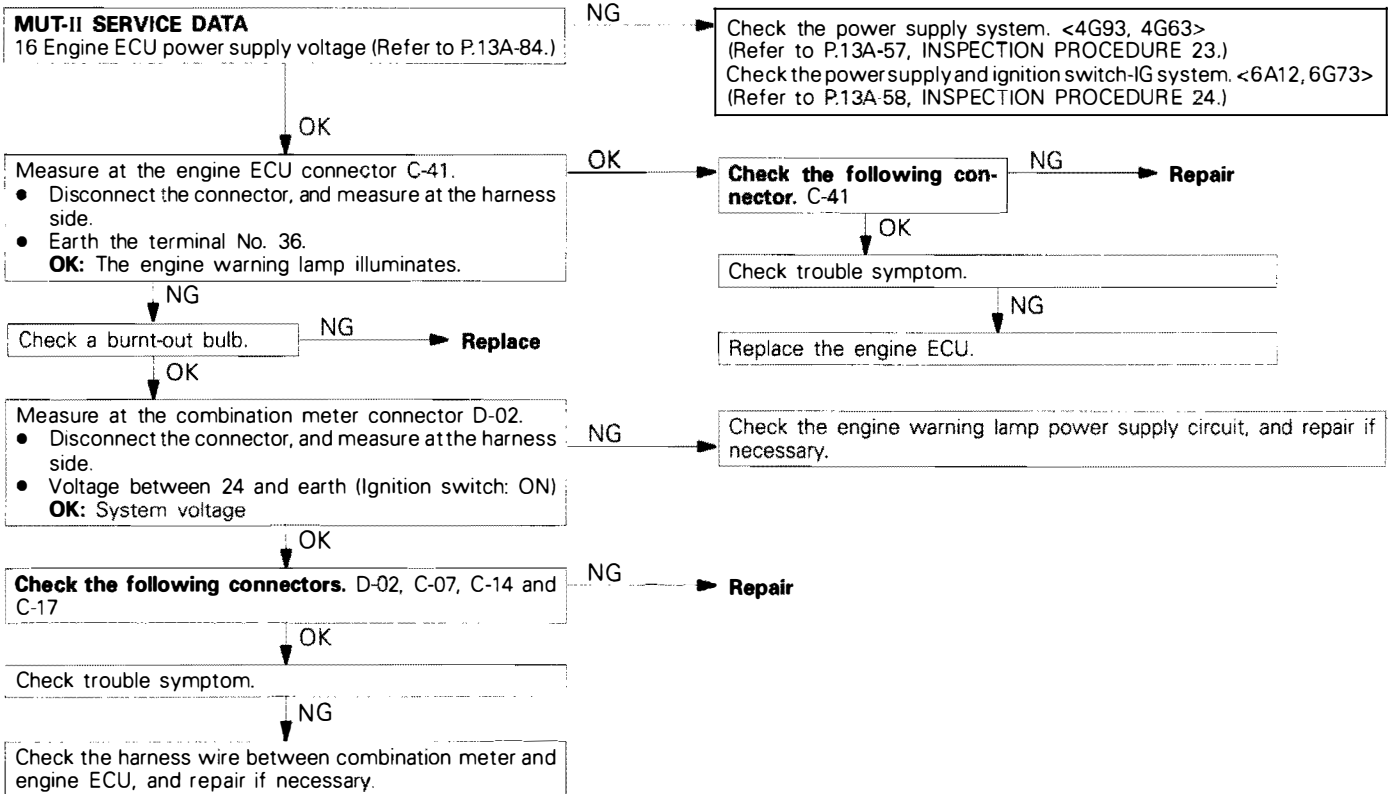 MUT-II SERVICE DATA
16 Engine ECU power supply voltage (Refer to P.13A-84.)
NG
Check the power supply system. <4G93, 4G63>
(Refer to P.13A-57, INSPECTION PROCEDURE 23.)
Check the power supply and ignition switch-IG system. <6A12, 6G73>
(Refer to P.13A-58, INSPECTION PROCEDURE 24.)
OK
Measure at the engine ECU connector C-41.
● Disconnect the connector, and measure at the harness
side.
● Earth the terminal No. 36.
OK: The engine warning lamp illuminates.
OK
Check the following con-
nector. C-41
NG
Repair
OK
Check trouble symptom.
NG
Replace the engine ECU.
NG
Check a burnt-out bulb.
NG
Replace
OK
Measure at the combination meter connector D-02.
● Disconnect the connector, and measure at the harness
side.
● Voltage between 24 and earth (Ignition switch: ON)
OK: System voltage
NG
Check the engine warning lamp power supply circuit, and repair if
necessary.
OK
Check the following connectors. D-02, C-07, C-14 and
C-17
NG
Repair
OK
Check trouble symptom.
NG
Check the harness wire between combination meter and
engine ECU, and repair if necessary.